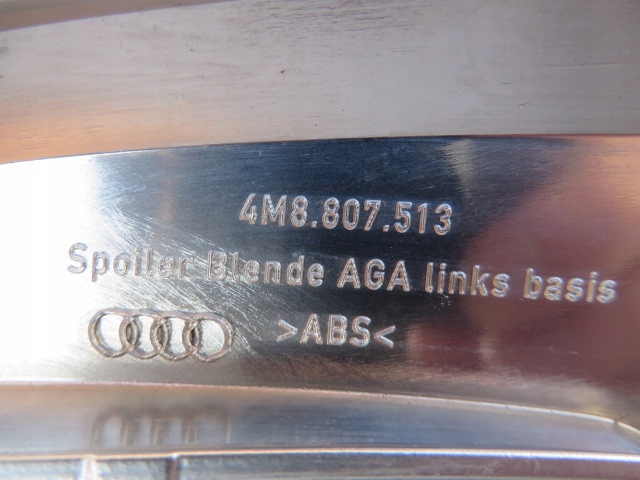 4M8.807.513
Spoiler Blende AGA links basis
>ABS<